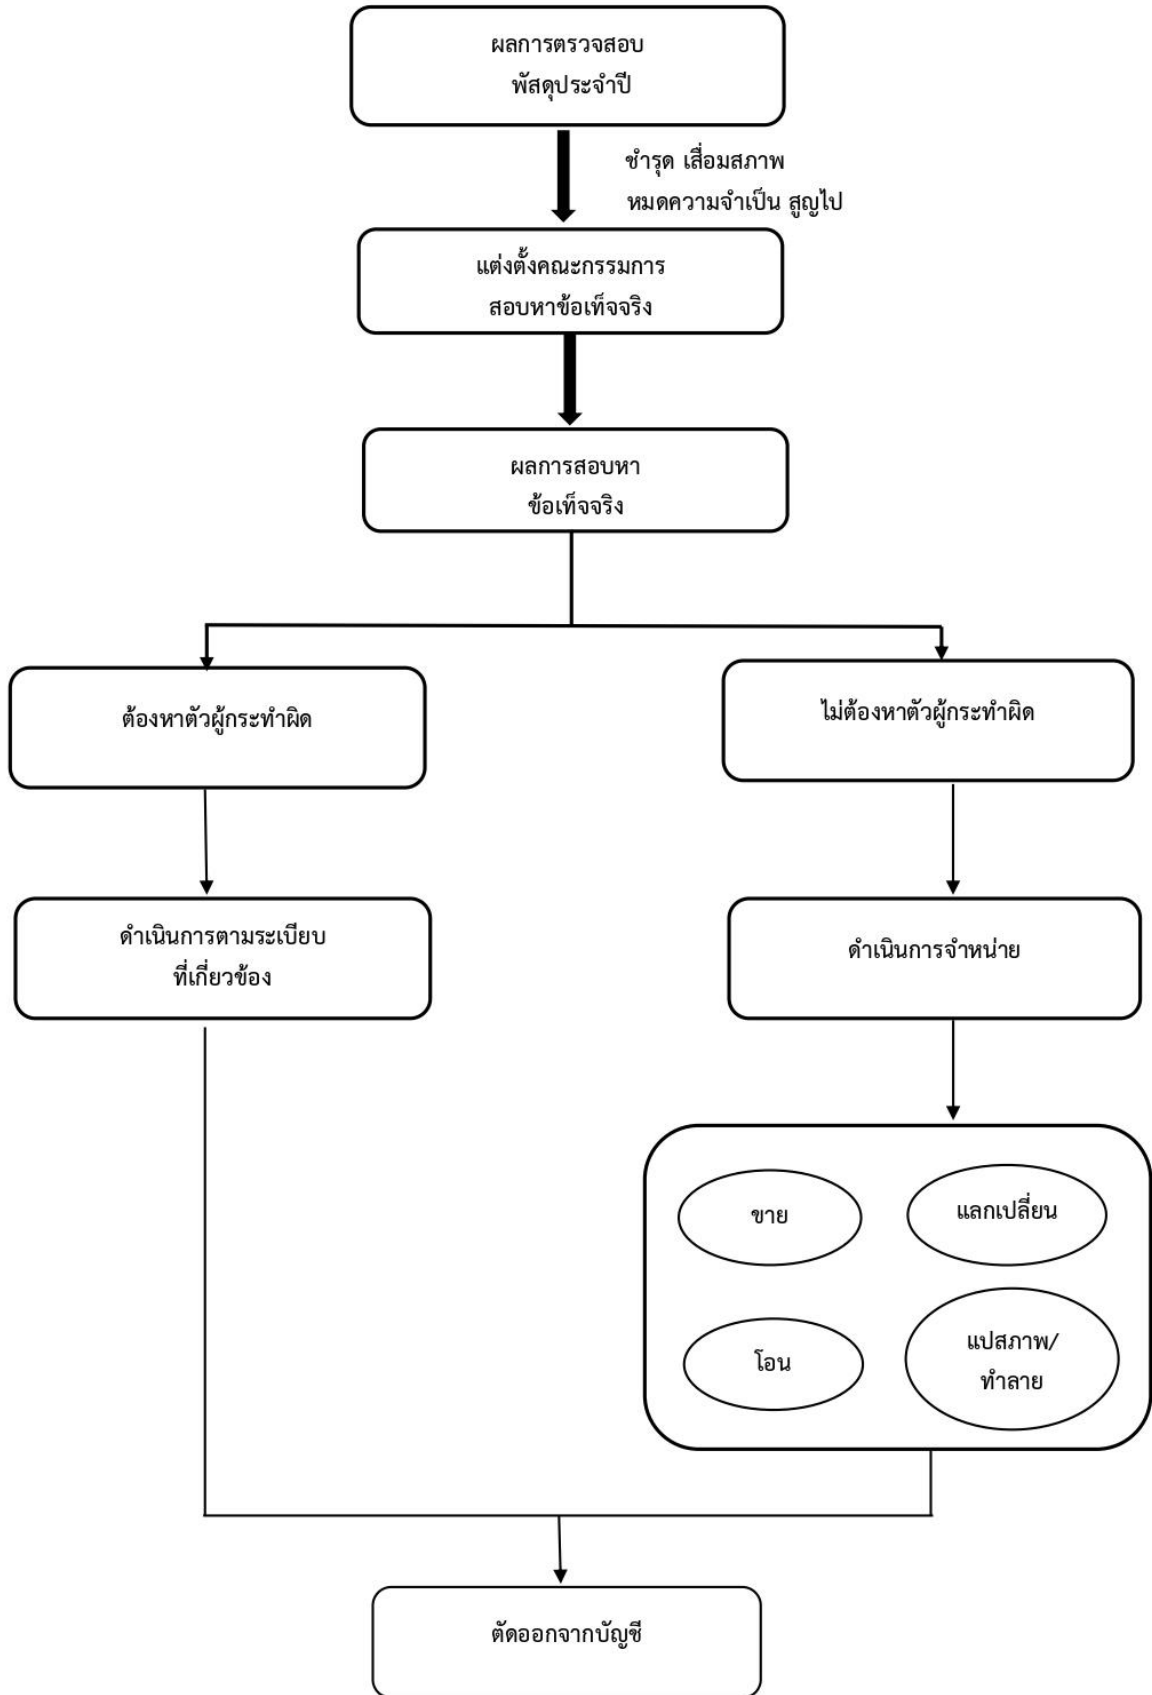 ผลการตรวจสอบ
พัสดุประจำปี
ชำรุด เสื่อมสภาพ
หมดความจำเป็น สูญไป
แต่งตั้งคณะกรรมการ
สอบหาข้อเท็จจริง
ผลการสอบหา
ข้อเท็จจริง
ต้องหาตัวผู้กระทำผิด
ไม่ต้องหาตัวผู้กระทำผิด
ดำเนินการตามระเบียบ
ที่เกี่ยวข้อง
ดำเนินการจำหน่าย
ขาย
แลกเปลี่ยน
โอน
แปสภาพ/
ทำลาย
ตัดออกจากบัญชี